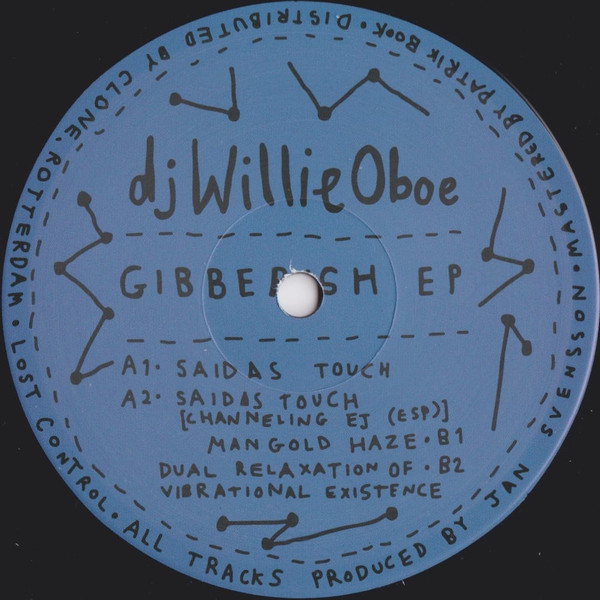 dj Willie Oboe
GIBBERISH EP
A1. SAIDAS TOUCH
A2. SAIDAS TOUCH
[CHANNELING EJ (ESP)]
MANGOLD HAZE. B1
DUAL RELAXATION OF. B2
VIBRATIONAL EXISTENCE
LOST CONTROL. ALL TRACKS PRODUCED BY JAN SVENSSON. MASTERED BY PATRIK BOOK. DISTRIBUTED BY CLONE, ROTTERDAM.